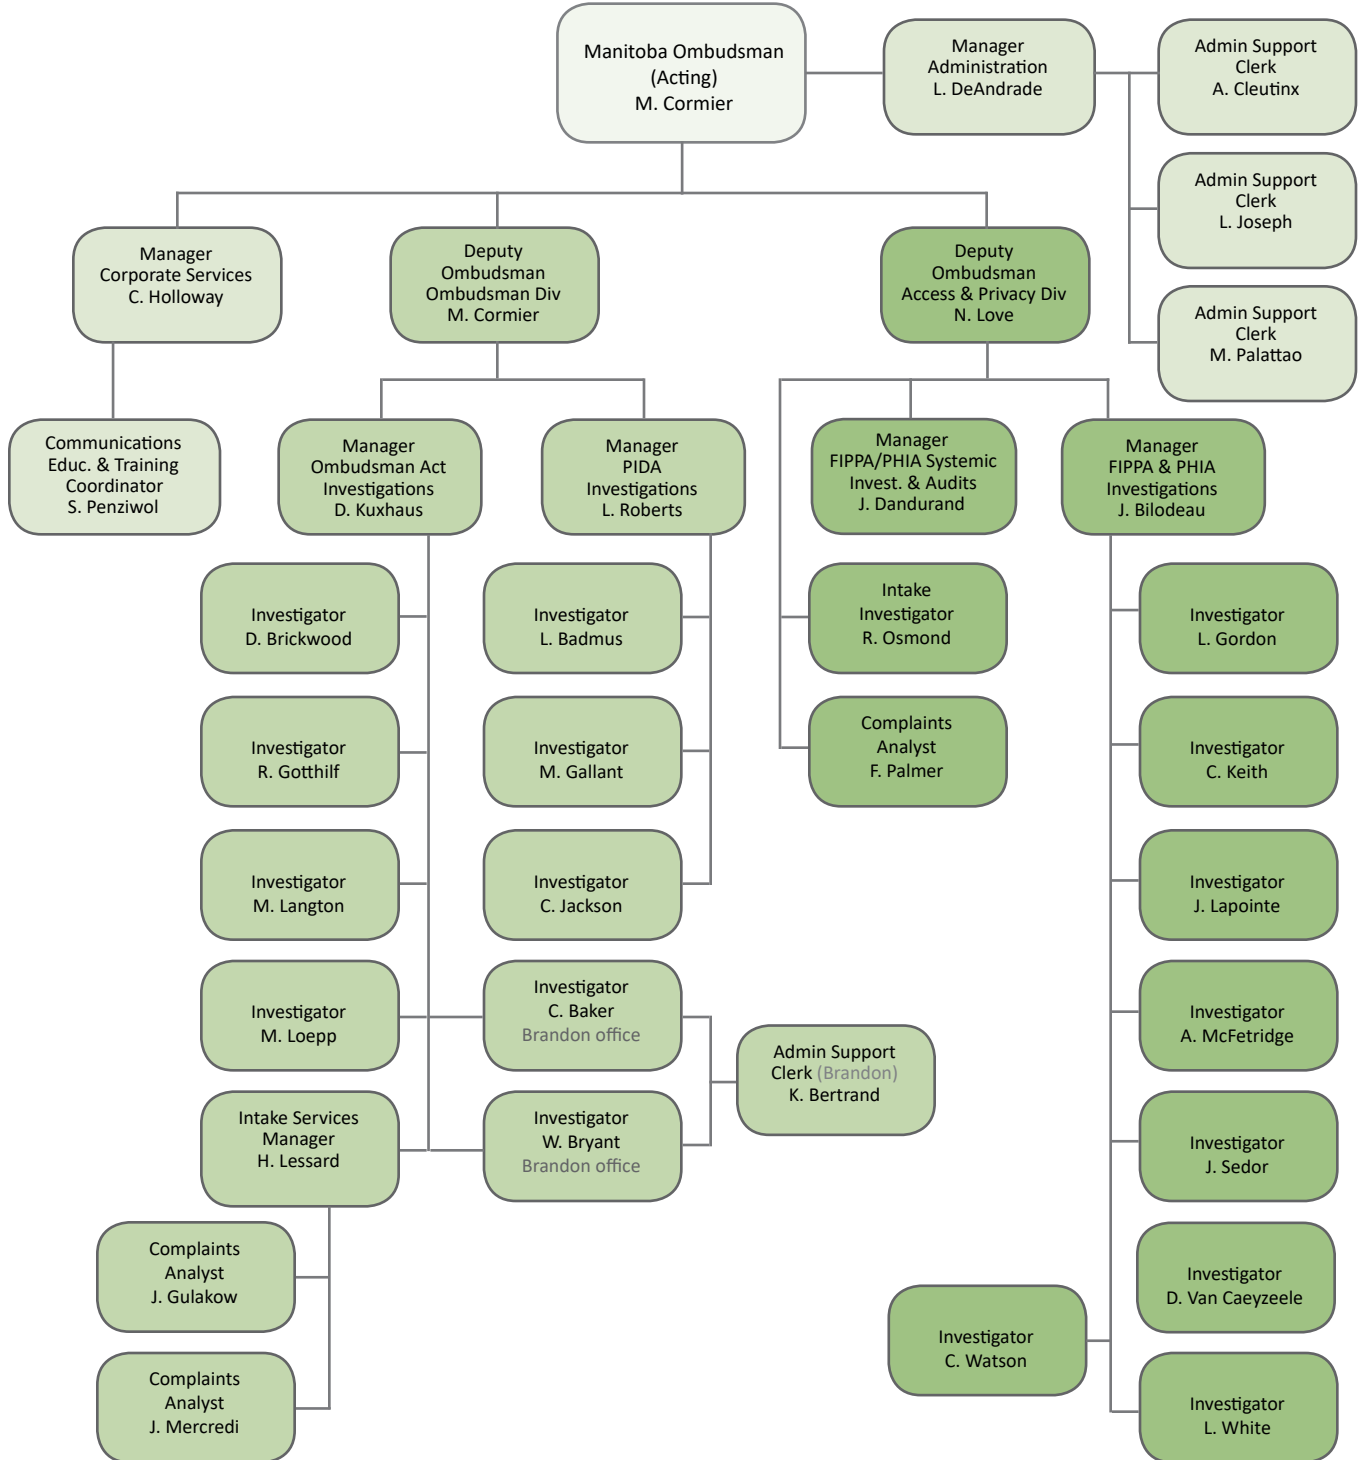 Manitoba Ombudsman
(Acting)
M. Cormier
Manager
Administration
L. DeAndrade
Admin Support
Clerk
A. Cleutinx
Admin Support
Clerk
L. Joseph
Admin Support
Clerk
M. Palattao
Manager
Corporate Services
C. Holloway
Deputy
Ombudsman
Ombudsman Div
M. Cormier
Deputy
Ombudsman
Access & Privacy Div
N. Love
Communications
Educ. & Training
Coordinator
S. Penziwol
Manager
Ombudsman Act
Investigations
D. Kuxhaus
Manager
PIDA
Investigations
L. Roberts
Manager
FIPPA/PHIA Systemic
Invest. & Audits
J. Dandurand
Manager
FIPPA & PHIA
Investigations
J. Bilodeau
Investigator
D. Brickwood
Investigator
L. Badmus
Intake
Investigator
R. Osmond
Investigator
L. Gordon
Investigator
R. Gotthilf
Investigator
M. Gallant
Complaints
Analyst
F. Palmer
Investigator
C. Keith
Investigator
M. Langton
Investigator
C. Jackson
Investigator
J. Lapointe
Investigator
M. Loepp
Investigator
C. Baker
Brandon office
Admin Support
Clerk (Brandon)
K. Bertrand
Investigator
A. McFetridge
Intake Services
Manager
H. Lessard
Investigator
W. Bryant
Brandon office
Investigator
J. Sedor
Complaints
Analyst
J. Gulakow
Investigator
D. Van Caeyzeele
Investigator
C. Watson
Complaints
Analyst
J. Mercredi
Investigator
L. White